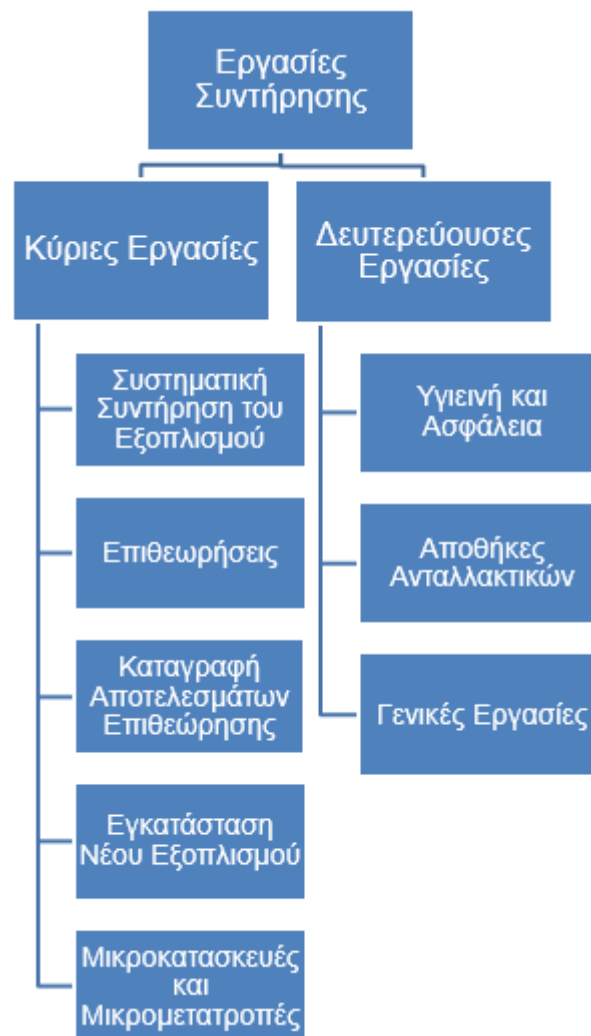 Εργασίες
Συντήρησης
Κύριες Εργασίες
Δευτερεύουσες
Εργασίες
Συστηματική
Συντήρηση του
Εξοπλισμού
Επιθεωρήσεις
Καταγραφή
Αποτελεσμάτων
Επιθεώρησης
Εγκατάσταση
Νέου Εξοπλισμού
Μικροκατασκευές
και
Μικρομετατροπές
Υγιεινή και
Ασφάλεια
Αποθήκες
Ανταλλακτικών
Γενικές Εργασίες